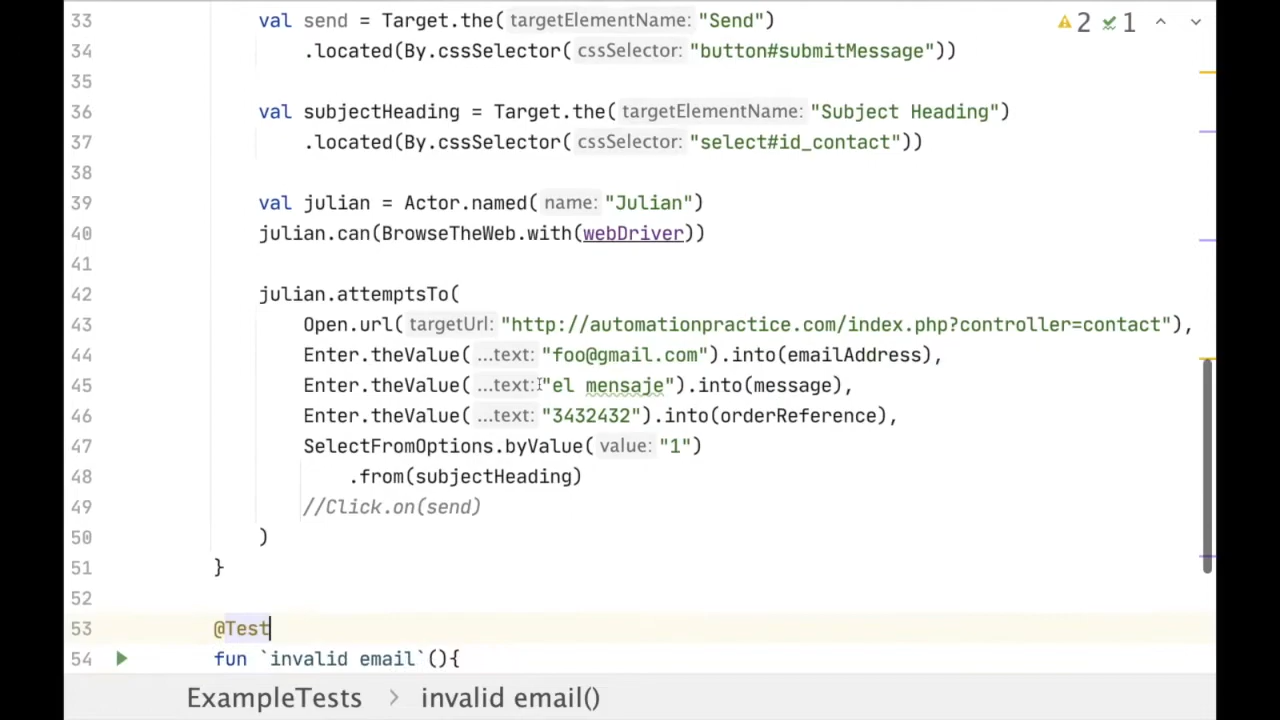 33 val send = Target.the( targetElementName: "Send")
34 .located(By.cssSelector( cssSelector: "button#submitMessage"))
2 1
35
36 val subjectHeading = Target.the( targetElementName: "Subject Heading")
37 .located(By.cssSelector( cssSelector: "select#id_contact"))
38
39 val julian = Actor.named( name: "Julian")
40 julian.can(BrowseTheWeb.with(webDriver))
41
42 julian.attemptsTo(
43 Open.url( targetUrl: "http://automationpractice.com/index.php?controller=contact"),
44 Enter.theValue( ...text: "foo@gmail.com").into(emailAddress),
45 Enter.theValue( ...text: "el mensaje").into(message),
46 Enter.theValue( ...text: "3432432").into(orderReference),
47 SelectFromOptions.byValue( value: "1")
48 .from(subjectHeading)
49 //Click.on(send)
50 )
51 }
52
53 @Test
54 fun `invalid email`(){
ExampleTests > invalid email()